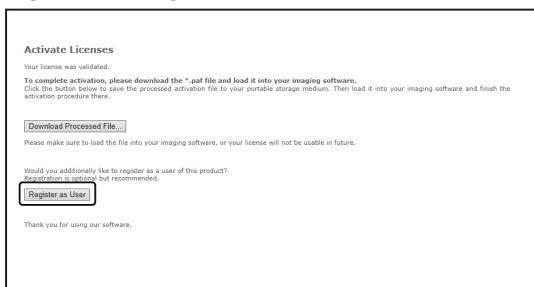 Activate Licenses
Your license was validated.
To complete activation, please download the *.paf file and load it into your imaging software.
Click the button below to save the processed activation file to your portable storage medium. Then load it into your imaging software and finish the
activation procedure there.
Download Processed File...
Please make sure to load the file into your imaging software, or your license will not be usable in future.
Would you additionally like to register as a user of this product?
Registration is optional but recommended.
Register as User
Thank you for using our software.